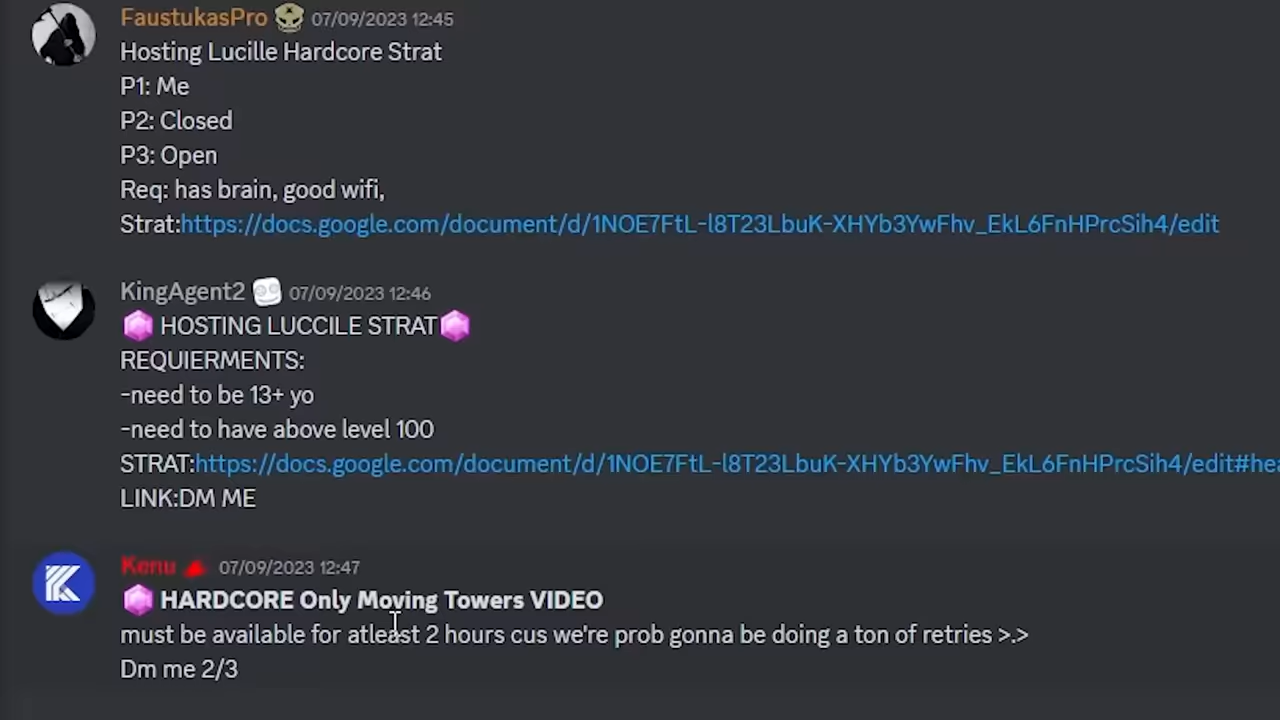 FaustukasPro 07/09/2023 12:45
Hosting Lucille Hardcore Strat
P1: Me
P2: Closed
P3: Open
Req: has brain, good wifi,
Strat:https://docs.google.com/document/d/1NOE7FtL-l8T23LbuK-XHYb3YwFhv_EkL6FnHPrcSih4/edit
KingAgent2 07/09/2023 12:46
HOSTING LUCCILE STRAT
REQUIERMENTS:
-need to be 13+ yo
-need to have above level 100
STRAT:https://docs.google.com/document/d/1NOE7FtL-l8T23LbuK-XHYb3YwFhv_EkL6FnHPrcSih4/edit#hea
LINK:DM ME
Kenu 07/09/2023 12:47
HARDCORE Only Moving Towers VIDEO
must be available for atleast 2 hours cus we're prob gonna be doing a ton of retries >.>
Dm me 2/3